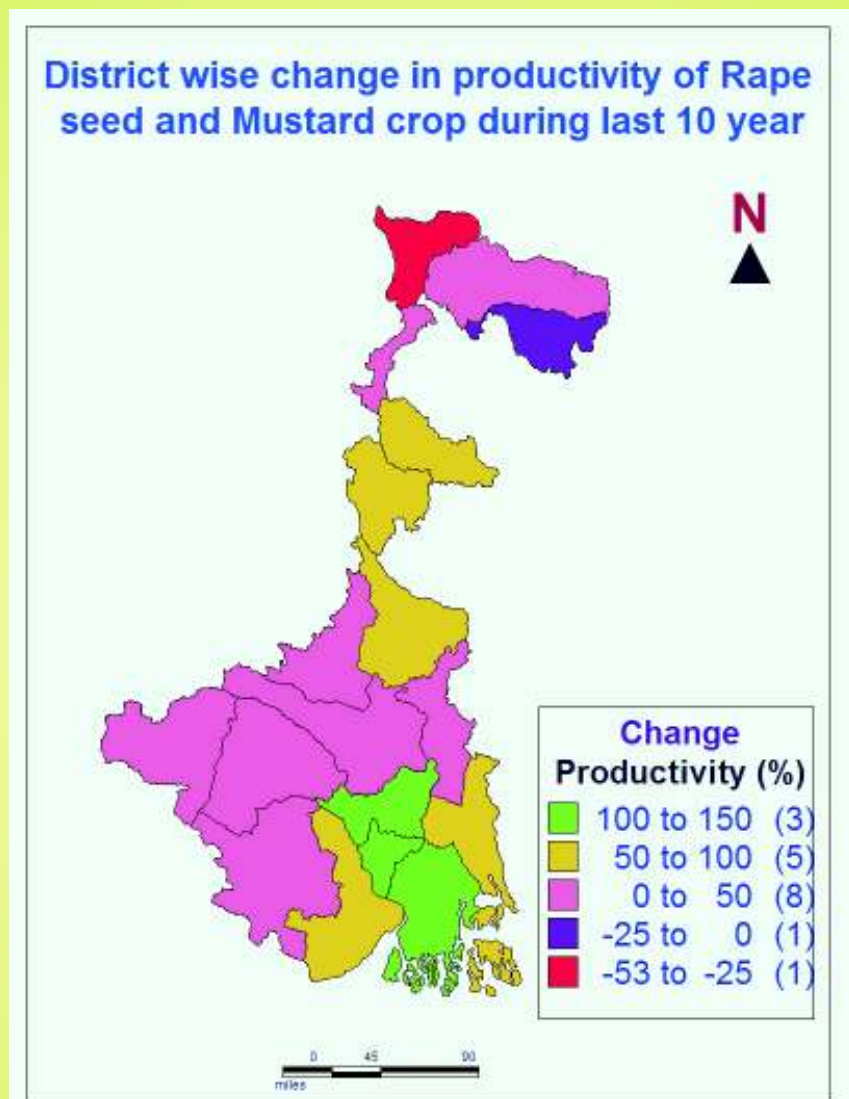 District wise change in productivity of Rape
seed and Mustard crop during last 10 year
N
Change
Productivity (%)
100 to 150 (3)
50 to 100 (5)
0 to 50 (8)
-25 to 0 (1)
-53 to -25 (1)
0 45 90
miles